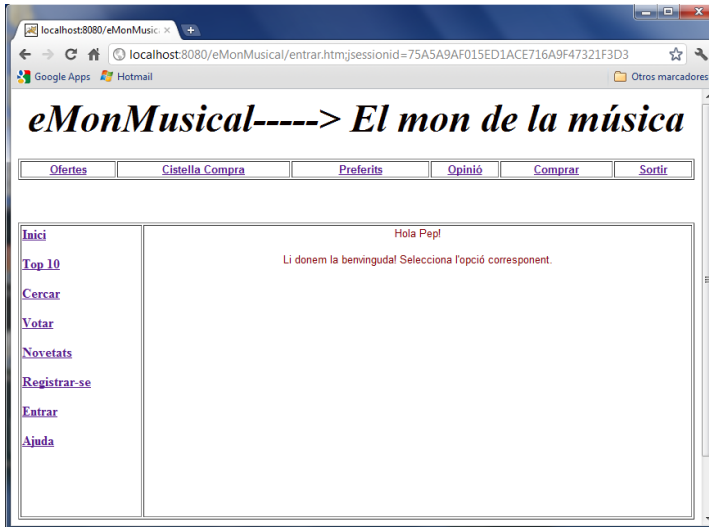 localhost:8080/eMonMusic
localhost:8080/eMonMusical/entrar.htm;jsessionid=75A5A9AF015ED1ACE716A9F47321F3D3
Google Apps Hotmail Otros marcadores
eMonMusical-----> El mon de la música
Ofertes Cistella Compra Preferits Opinió Comprar Sortir
Inici
Top 10
Cercar
Votar
Novetats
Registrar-se
Entrar
Ajuda
Hola Pep!
Li donem la benvinguda! Selecciona l'opció corresponent.